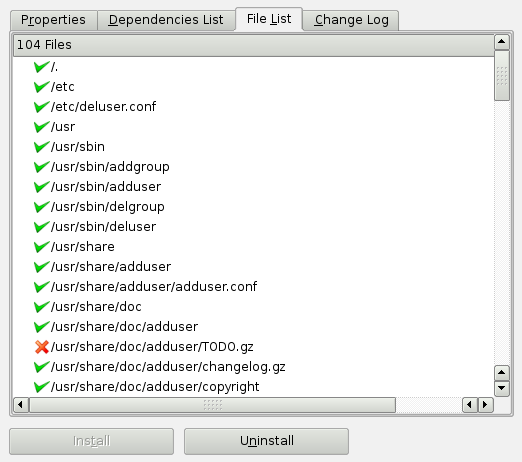 Properties Dependencies List File List Change Log
104 Files
/.
/etc
/etc/deluser.conf
/usr
/usr/sbin
/usr/sbin/addgroup
/usr/sbin/adduser
/usr/sbin/delgroup
/usr/sbin/deluser
/usr/share
/usr/share/adduser
/usr/share/adduser/adduser.conf
/usr/share/doc
/usr/share/doc/adduser
/usr/share/doc/adduser/TODO.gz
/usr/share/doc/adduser/changelog.gz
/usr/share/doc/adduser/copyright
Install Uninstall